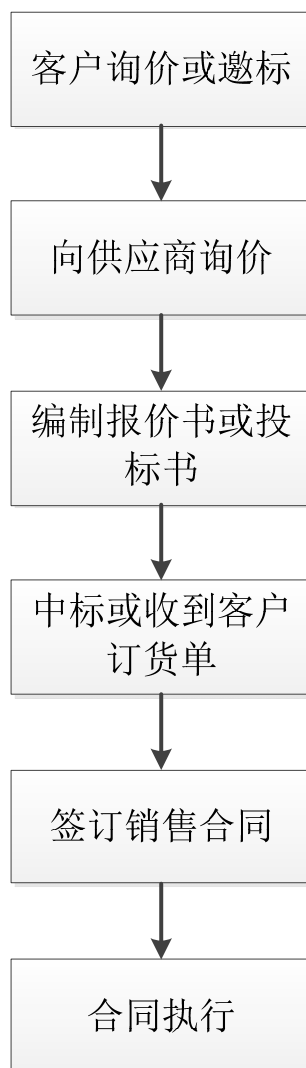 客户询价或邀标
向供应商询价
编制报价书或投
标书
中标或收到客户
订货单
签订销售合同
合同执行